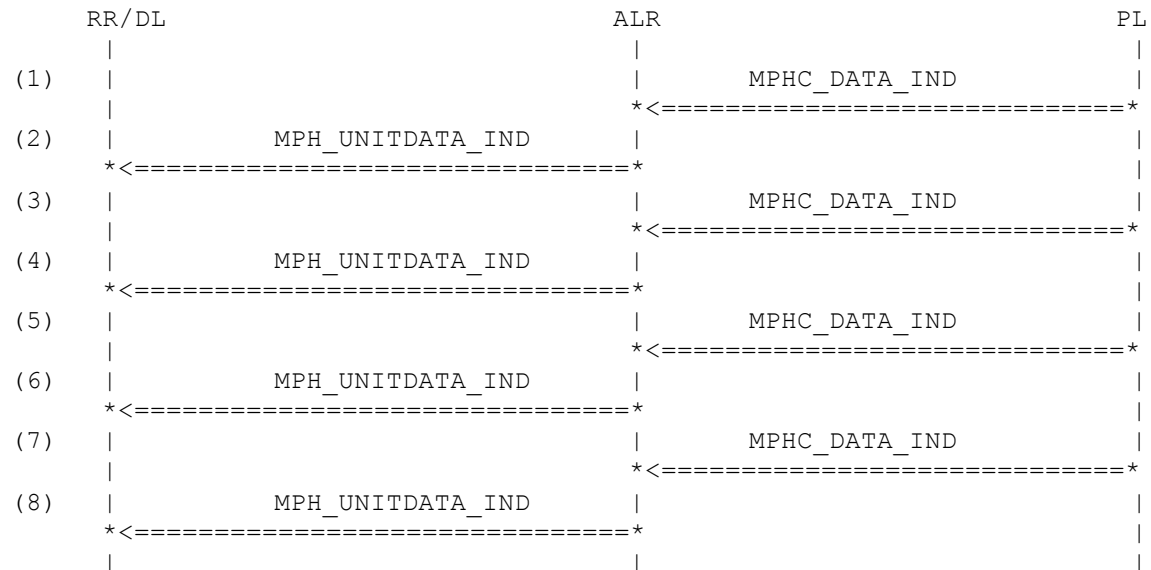 RR/DL ALR PL
(1) MPHC_DATA_IND
(2) MPH_UNITDATA_IND
(3) MPHC_DATA_IND
(4) MPH_UNITDATA_IND
(5) MPHC_DATA_IND
(6) MPH_UNITDATA_IND
(7) MPHC_DATA_IND
(8) MPH_UNITDATA_IND